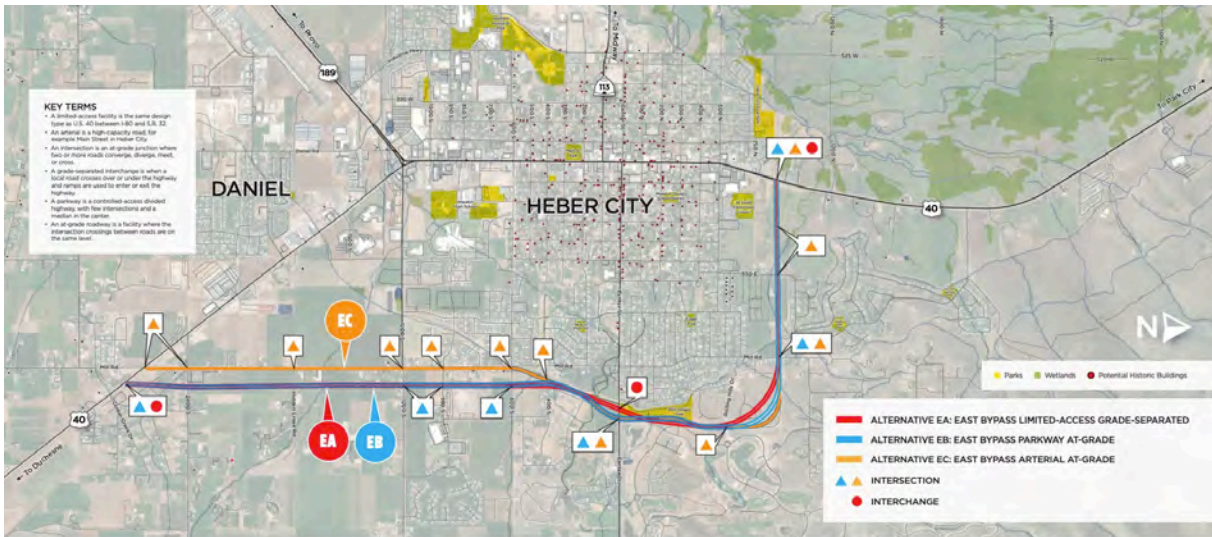 To Provo
To Midway
189
113
KEY TERMS
• A limited-access facility is the same design
type as U.S. 40 between I-80 and S.R. 32.
• An arterial is a high-capacity road, for
example Main Street in Heber City.
• An intersection is an at-grade junction where
two or more roads converge, diverge, meet,
or cross.
• A grade-separated interchange is when a
local road crosses over or under the highway
and ramps are used to enter or exit the
highway.
• A parkway is a controlled-access divided
highway, with few intersections and a
median in the center.
• An at-grade roadway is a facility where the
intersection crossings between roads are on
the same level.
To Park City
DANIEL
HEBER CITY
40
EC
N
Mill Rd
Mill Rd
Parks Wetlands Potential Historic Buildings
EA
EB
40
To Duchesne
ALTERNATIVE EA: EAST BYPASS LIMITED-ACCESS GRADE-SEPARATED
ALTERNATIVE EB: EAST BYPASS PARKWAY AT-GRADE
ALTERNATIVE EC: EAST BYPASS ARTERIAL AT-GRADE
INTERSECTION
INTERCHANGE